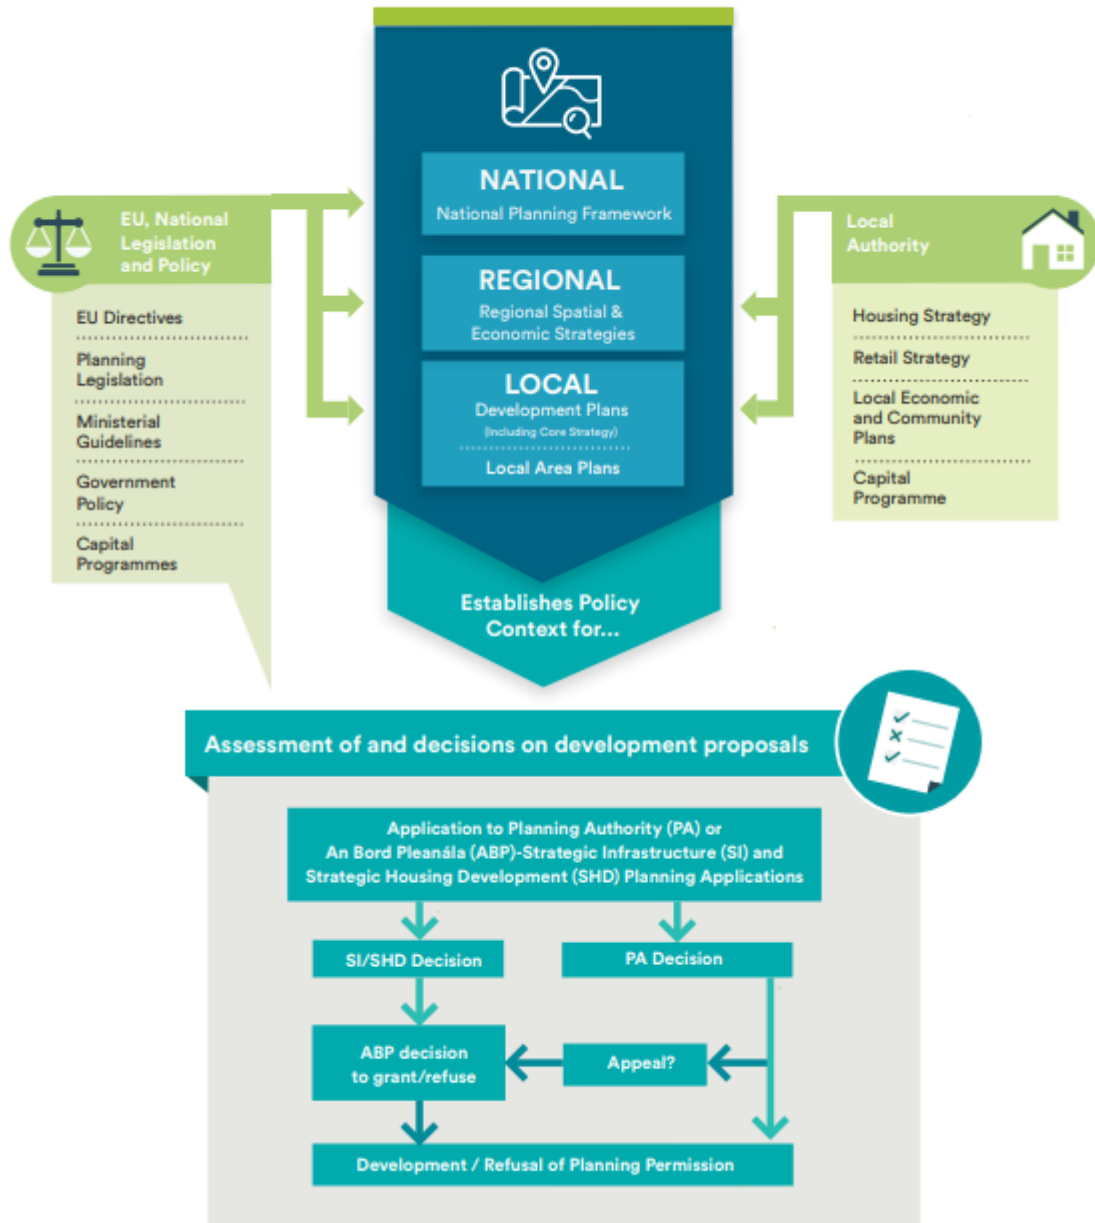 NATIONAL
National Planning Framework
REGIONAL
Regional Spatial &
Economic Strategies
LOCAL
Development Plans
(Including Core Strategy)
Local Area Plans
EU, National
Legislation
and Policy
EU Directives
Planning
Legislation
Ministerial
Guidelines
Government
Policy
Capital
Programmes
Local
Authority
Housing Strategy
Retail Strategy
Local Economic
and Community
Plans
Capital
Programme
Establishes Policy
Context for...
Assessment of and decisions on development proposals
Application to Planning Authority (PA) or
An Bord Pleanála (ABP)-Strategic Infrastructure (SI) and
Strategic Housing Development (SHD) Planning Applications
SI/SHD Decision
PA Decision
ABP decision
to grant/refuse
Appeal?
Development / Refusal of Planning Permission